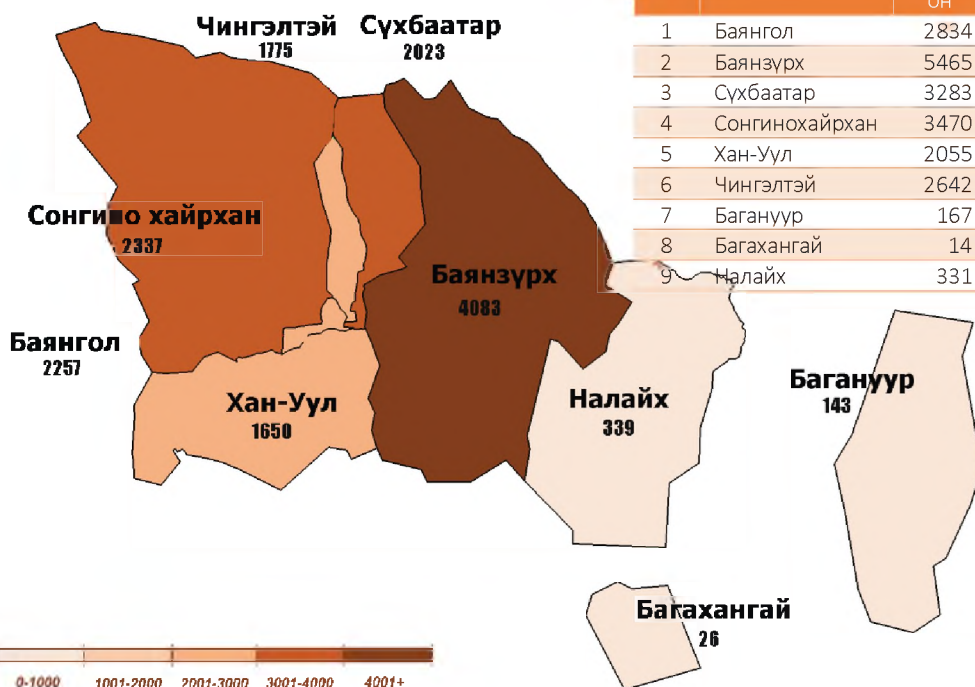 Чингэлтэй
1775
Сүхбаатар
2023
он
1 Баянгол 2834
2 Баянзүрх 5465
3 Сүхбаатар 3283
4 Сонгинохайрхан 3470
5 Хан-Уул 2055
6 Чингэлтэй 2642
7 Багануур 167
8 Багахангай 14
9 Налайх 331
Сонгино хайрхан
2337
Баянзүрх
4083
Баянгол
2257
Хан-Уул
1650
Налайх
339
Багануур
143
Багахангай
26
0-1000 1001-2000 2001-3000 3001-4000 4001+